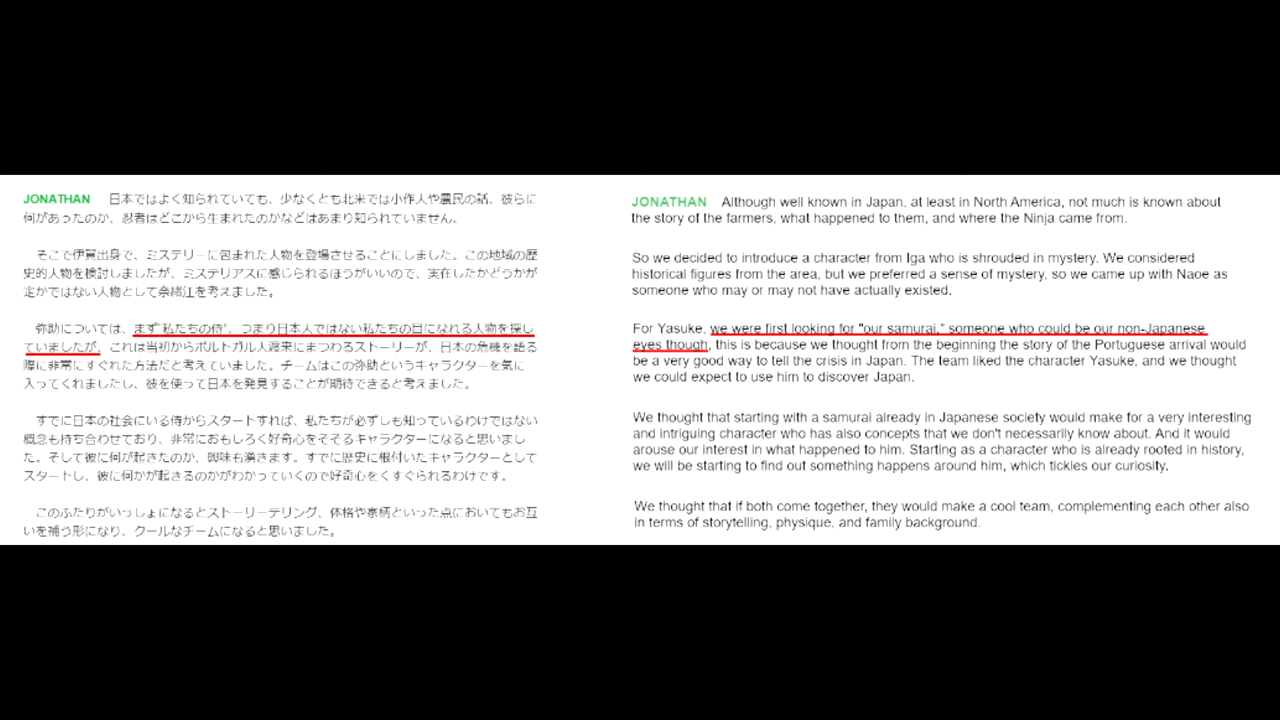 JONATHAN 日本ではよく知られていても、少なくとも北米では小作人や農民の話、彼らに
何があったのか、忍者はどこから生まれたのかなどはあまり知られていません。
そこで伊賀出身で、ミステリーに包まれた人物を登場させることにしました。この地域の歴
史的人物を検討しましたが、ミステリアスに感じられるほうがいいので、実在したかどうかが
定かではない人物として奈緒江を考えました。
弥助については、まず“私たちの侍”、つまり日本人ではない私たちの目になれる人物を探し
ていましたが、これは当初からポルトガル人渡来にまつわるストーリーが、日本の危機を語る
際に非常にすぐれた方法だと考えていました。チームはこの弥助というキャラクターを気に
入ってくれましたし、彼を使って日本を発見することが期待できると考えました。
すでに日本の社会にいる侍からスタートすれば、私たちが必ずしも知っているわけではない
概念も持ち合わせており、非常におもしろく好奇心をそそるキャラクターになると思いまし
た。そして彼に何が起きたのか、興味も湧きます。すでに歴史に根付いたキャラクターとして
スタートし、彼に何かが起きるのかがわかっていくので好奇心をくすぐられるわけです。
このふたりがいっしょになるとストーリーテリング、体格や家柄といった点においてもお互
いを補う形になり、クールなチームになると思いました。
JONATHAN Although well known in Japan, at least in North America, not much is known about
the story of the farmers, what happened to them, and where the Ninja came from.
So we decided to introduce a character from Iga who is shrouded in mystery. We considered
historical figures from the area, but we preferred a sense of mystery, so we came up with Naoe as
someone who may or may not have actually existed.
For Yasuke, we were first looking for "our samurai," someone who could be our non-Japanese
eyes though, this is because we thought from the beginning the story of the Portuguese arrival would
be a very good way to tell the crisis in Japan. The team liked the character Yasuke, and we thought
we could expect to use him to discover Japan.
We thought that starting with a samurai already in Japanese society would make for a very interesting
and intriguing character who has also concepts that we don't necessarily know about. And it would
arouse our interest in what happened to him. Starting as a character who is already rooted in history,
we will be starting to find out something happens around him, which tickles our curiosity.
We thought that if both come together, they would make a cool team, complementing each other also
in terms of storytelling, physique, and family background.